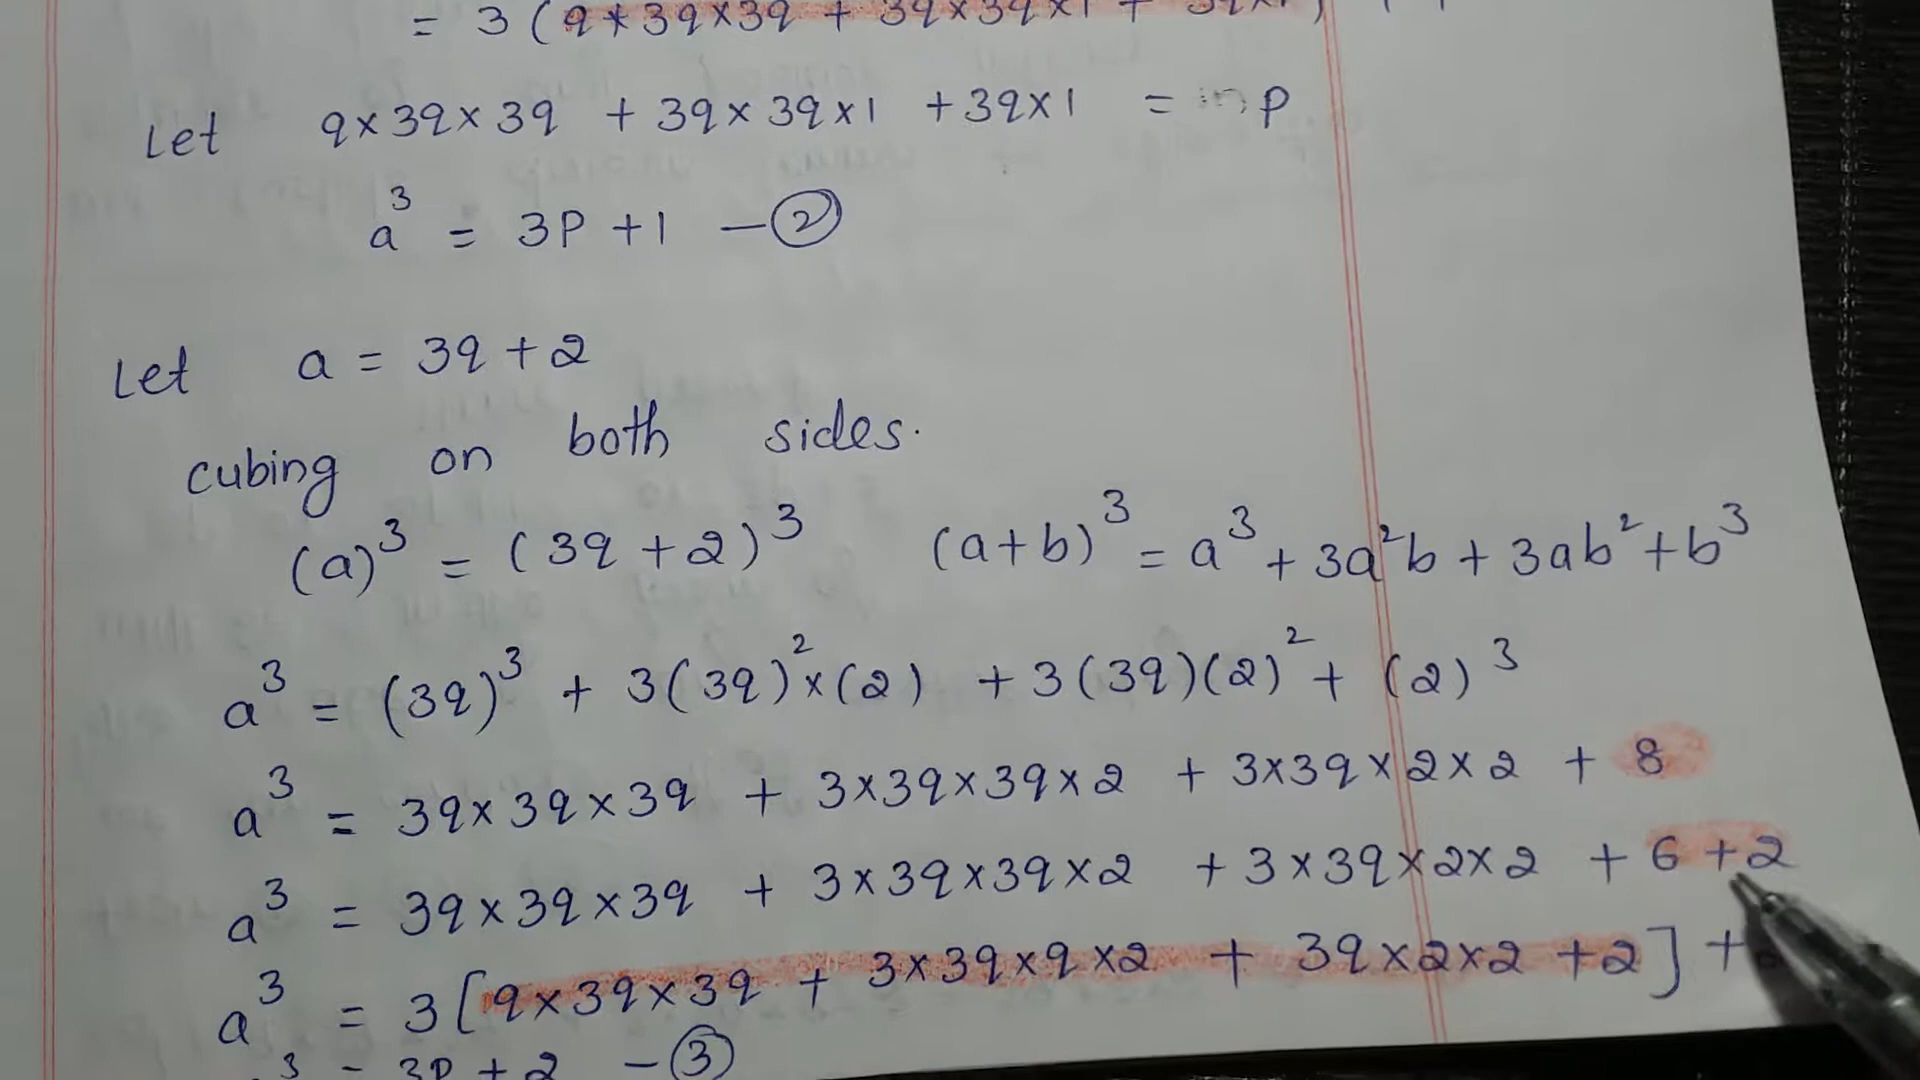 = 3 (q×3q×3q + 3q×3q×1 +
Let q×3q×3q + 3q×3q×1 + 3q×1 = in p
a³ = 3P + 1 — ②
Let a = 3q + 2
cubing on both sides.
(a)³ = (3q + 2)³ (a+b)³ = a³ + 3a²b + 3ab² + b³
a³ = (3q)³ + 3(3q)²×(2) + 3(3q)(2)² + (2)³
a³ = 3q×3q×3q + 3×3q×3q×2 + 3×3q×2×2 + 8
a³ = 3q×3q×3q + 3×3q×3q×2 + 3×3q×2×2 + 6 + 2
a³ = 3[q×3q×3q + 3×3q×q×2 + 3q×2×2 + 2] +
³ = 3P + 2 — ③